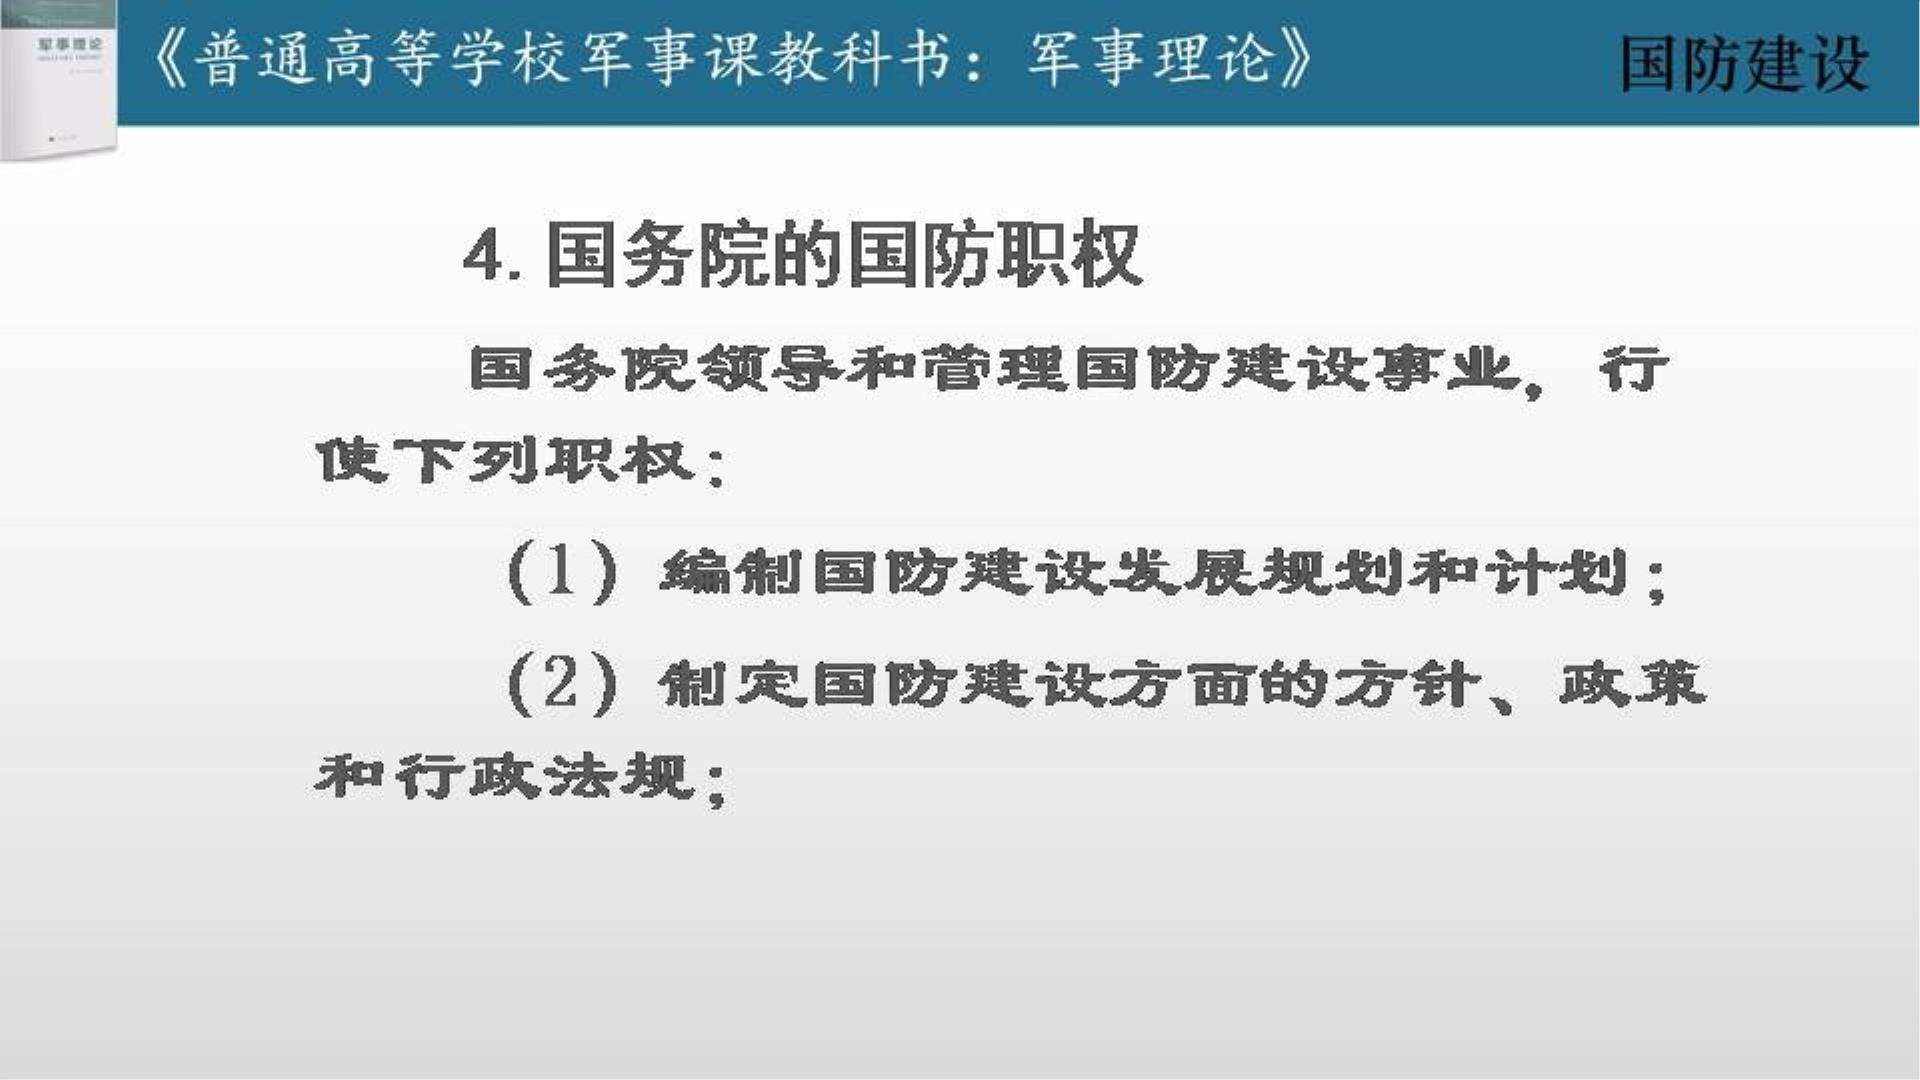 军事理论
《普通高等学校军事课教科书：军事理论》
国防建设
4.国务院的国防职权
国务院领导和管理国防建设事业，行
使下列职权：
（1）编制国防建设发展规划和计划；
（2）制定国防建设方面的方针、政策
和行政法规；